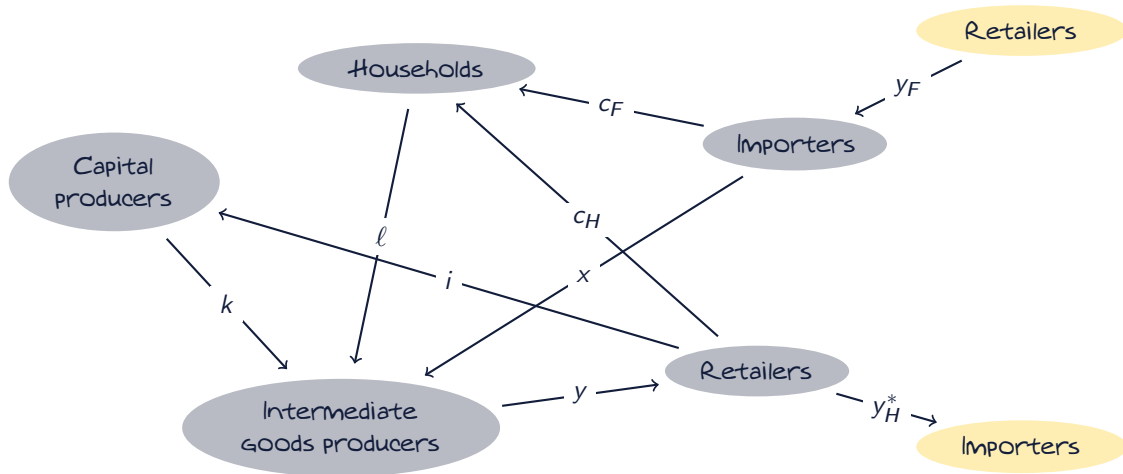 Retailers
Households
y_F
c_F
Importers
Capital
producers
c_H
ℓ
x
i
k
Retailers
y
y_H^*
Intermediate
Goods producers
Importers